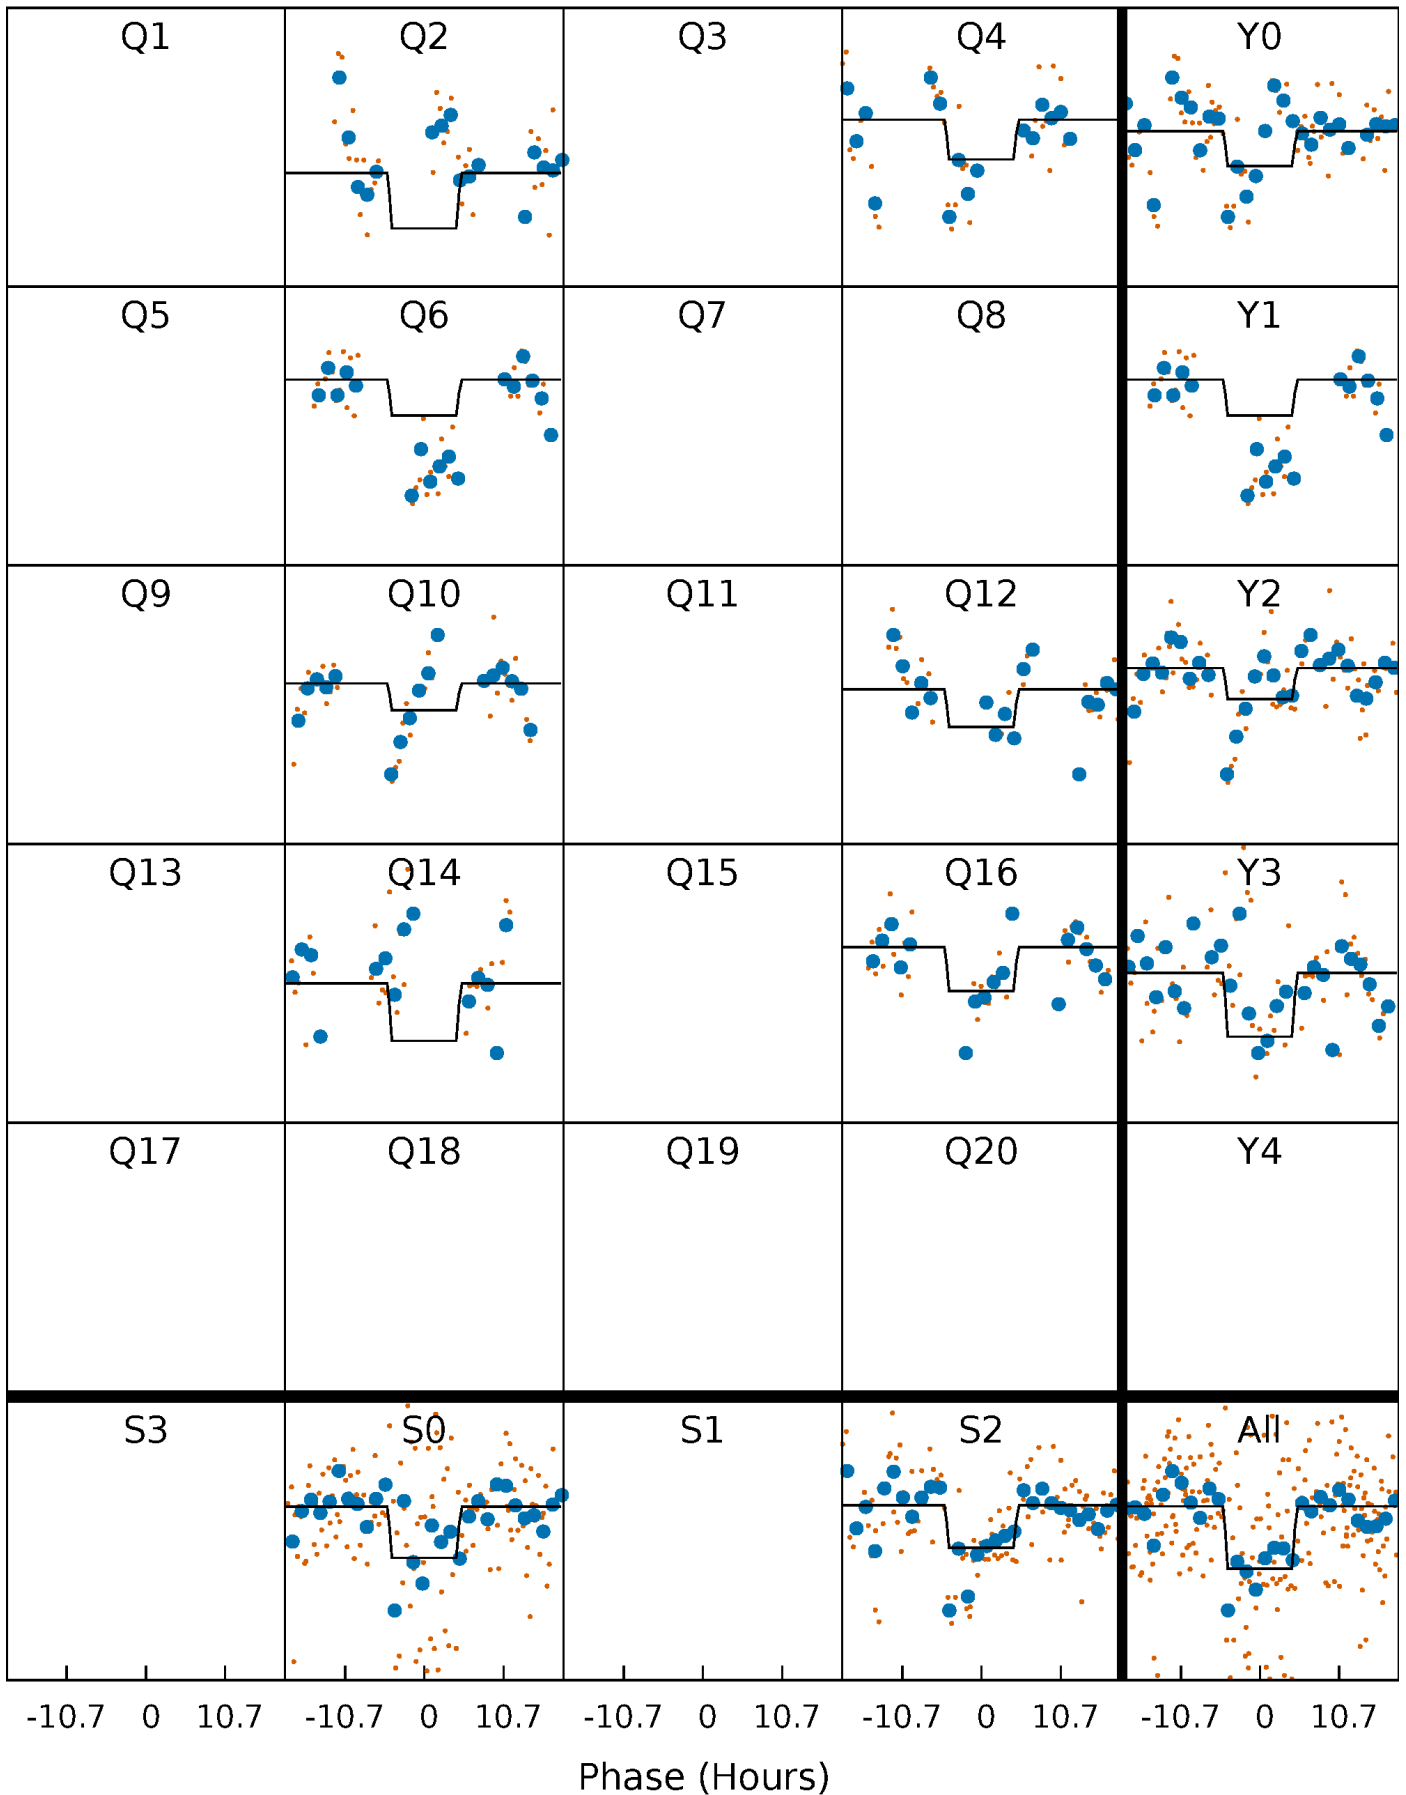 Q1 Q2 Q3 Q4 Y0
Q5 Q6 Q7 Q8 Y1
Q9 Q10 Q11 Q12 Y2
Q13 Q14 Q15 Q16 Y3
Q17 Q18 Q19 Q20 Y4
S3 S0 S1 S2 All
-10.7 0 10.7 -10.7 0 10.7 -10.7 0 10.7 -10.7 0 10.7 -10.7 0 10.7
Phase (Hours)